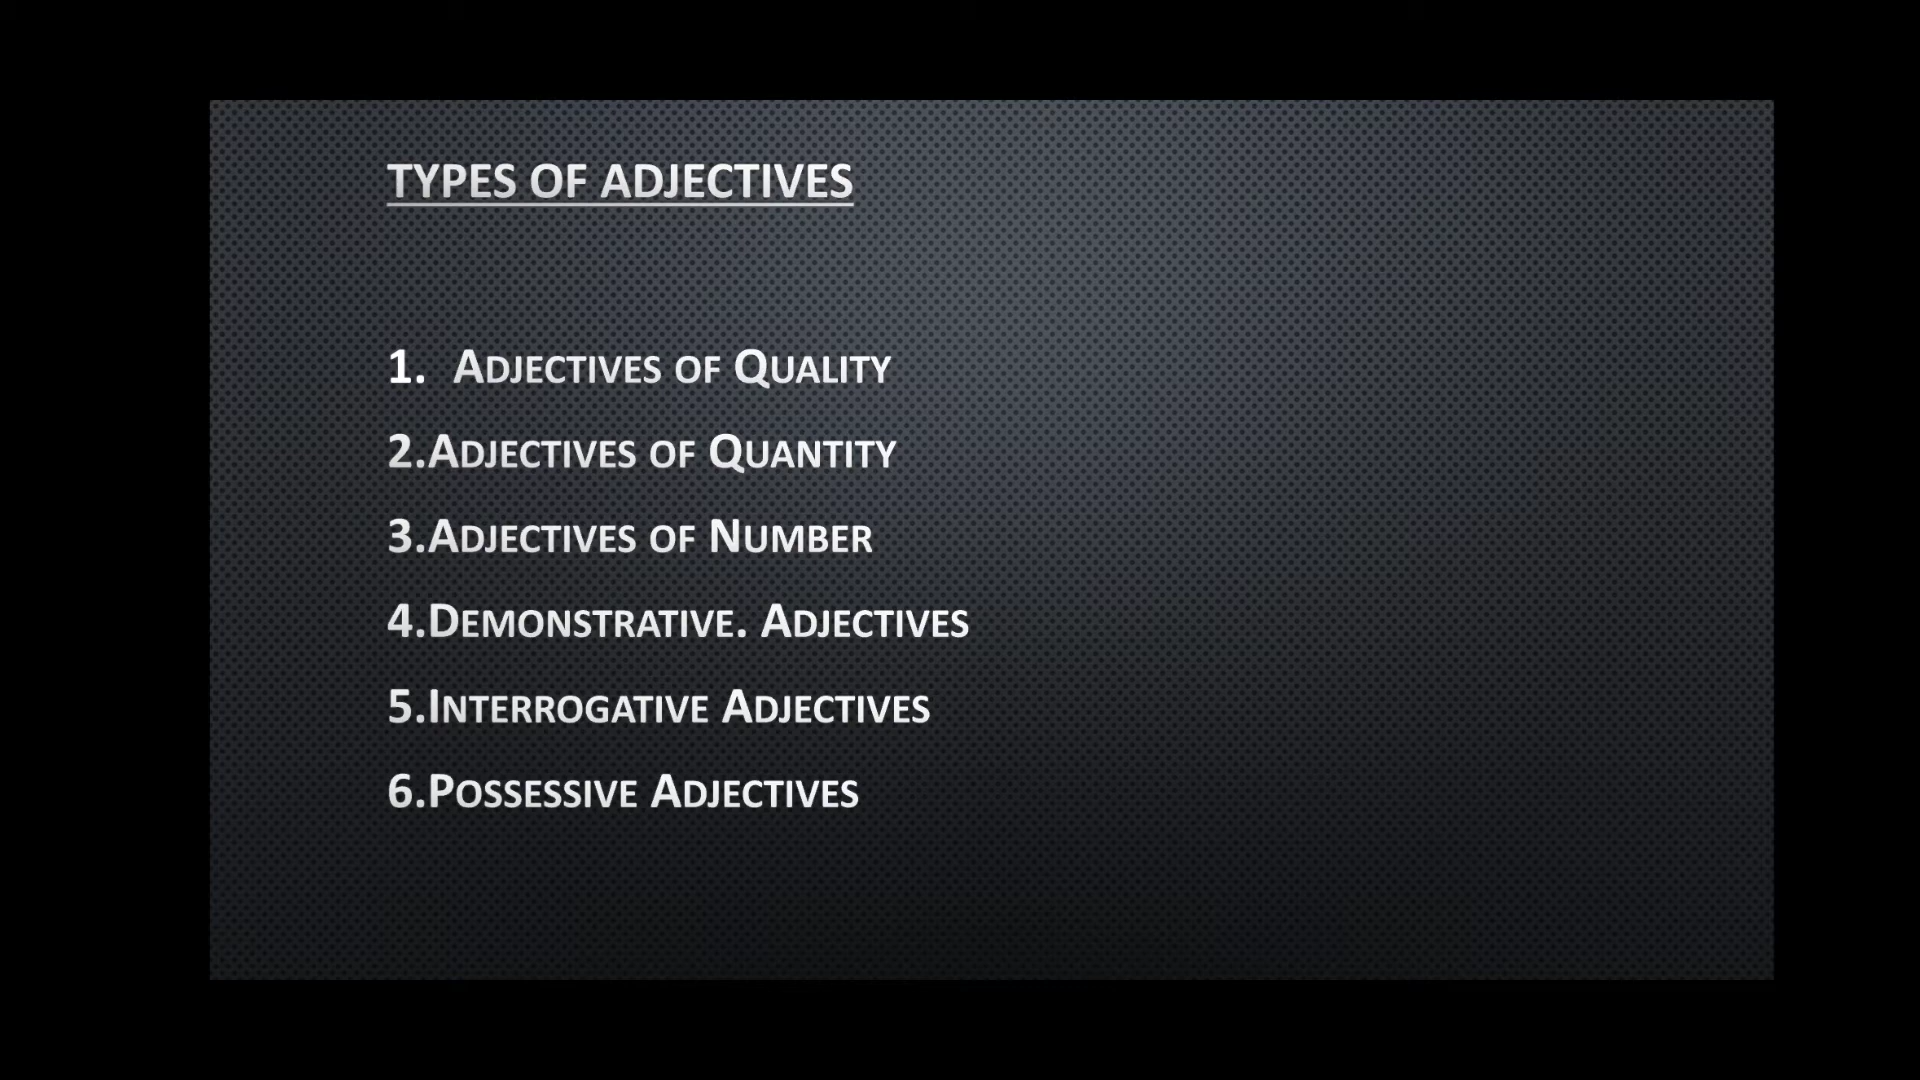 TYPES OF ADJECTIVES
1. Adjectives of Quality
2.Adjectives of Quantity
3.Adjectives of Number
4.Demonstrative. Adjectives
5.Interrogative Adjectives
6.Possessive Adjectives